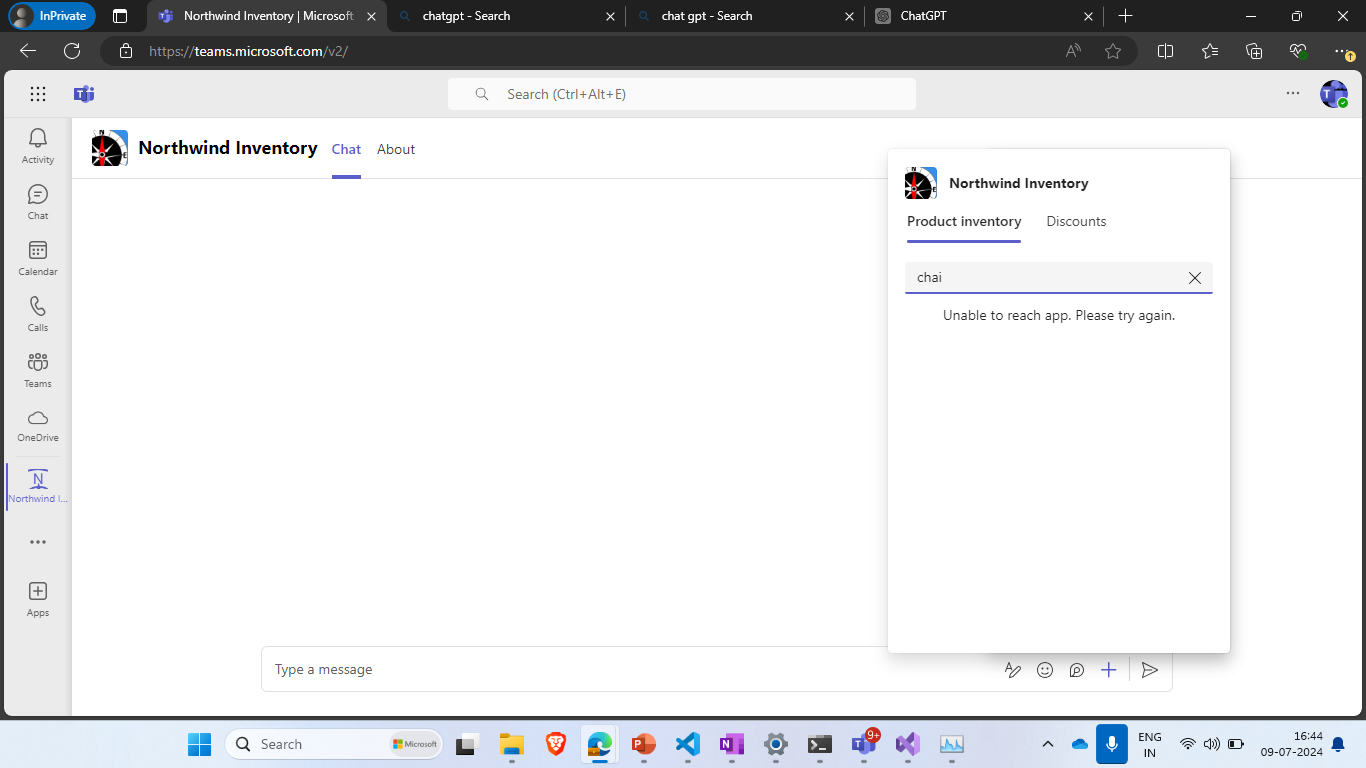 InPrivate
Northwind Inventory | Microsoft
chatgpt - Search
chat gpt - Search
ChatGPT
https://teams.microsoft.com/v2/
Search (Ctrl+Alt+E)
Activity
Chat
Calendar
Calls
Teams
OneDrive
Northwind I...
Apps
Northwind Inventory
Chat
About
Northwind Inventory
Product inventory
Discounts
chai
Unable to reach app. Please try again.
Type a message
Search
Microsoft
9+
ENG
IN
16:44
09-07-2024